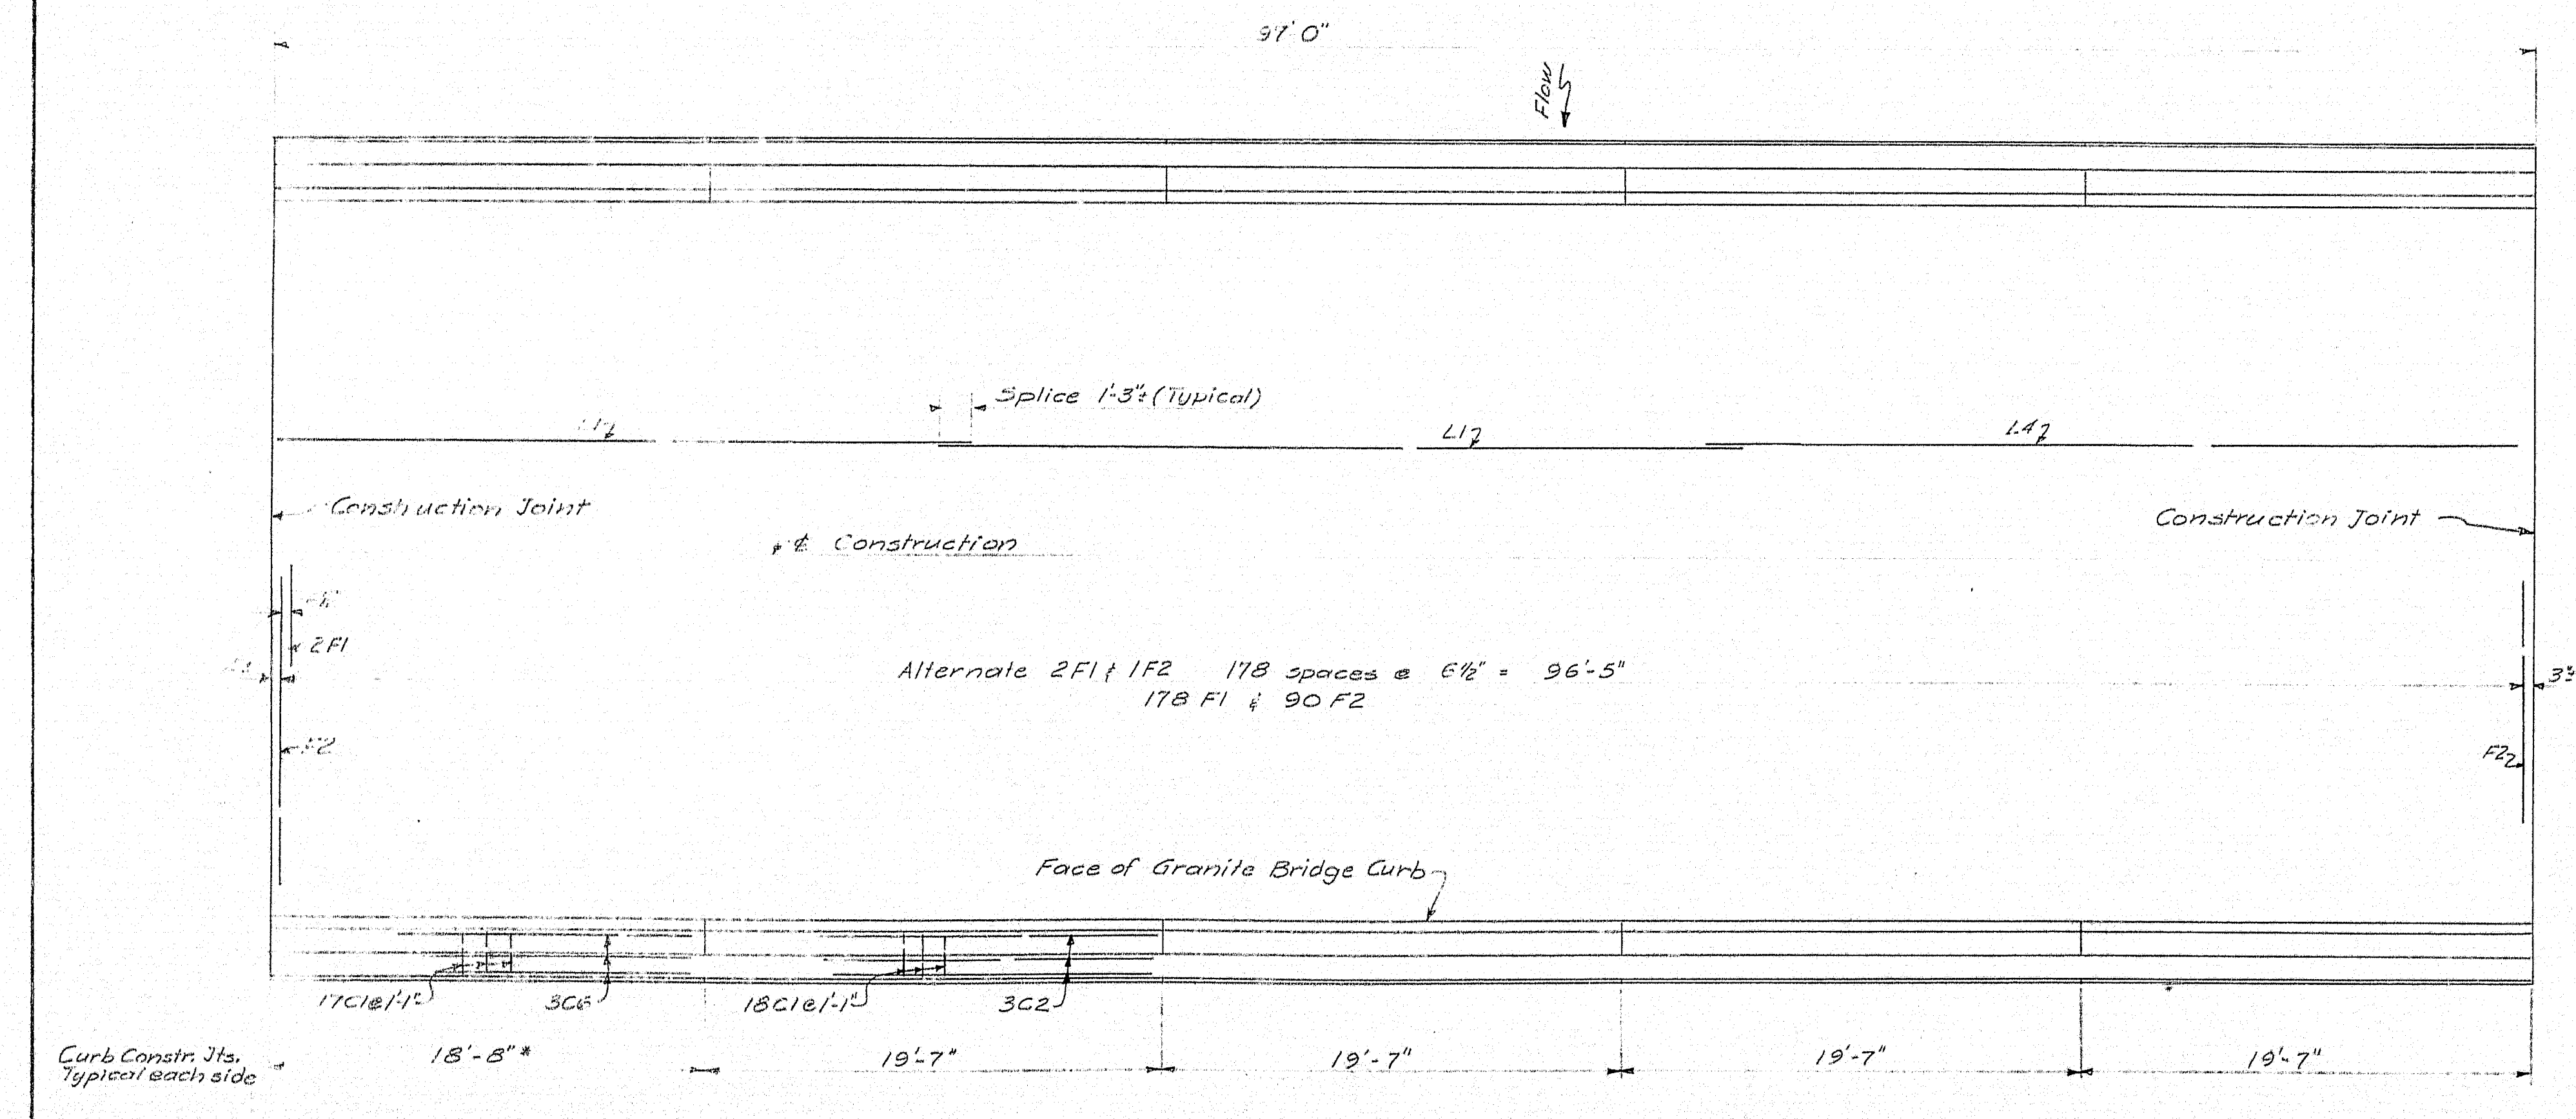 97'-0"
Flow
Splice 1'-3"± (Typical)
L1
L1
L4
Construction Joint
Construction Joint
℄ Construction
2F1
Alternate 2F1 & 1F2   178 spaces @ 6½" = 96'-5"
178 F1 & 90 F2
3"±
F2
F2
Face of Granite Bridge Curb
17C1@1'-1"
3C6
18C1@1'-1"
3C2
Curb Constr. Jts.
Typical each side
18'-8"*
19'-7"
19'-7"
19'-7"
19'-7"